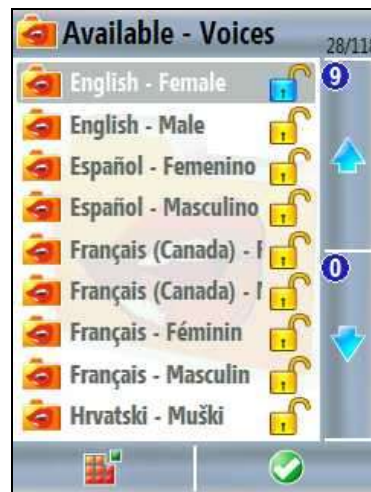 Available - Voices
28/118
English - Female
9
English - Male
Español - Femenino
Español - Masculino
Français (Canada) - F
0
Français (Canada) - M
Français - Féminin
Français - Masculin
Hrvatski - Muški